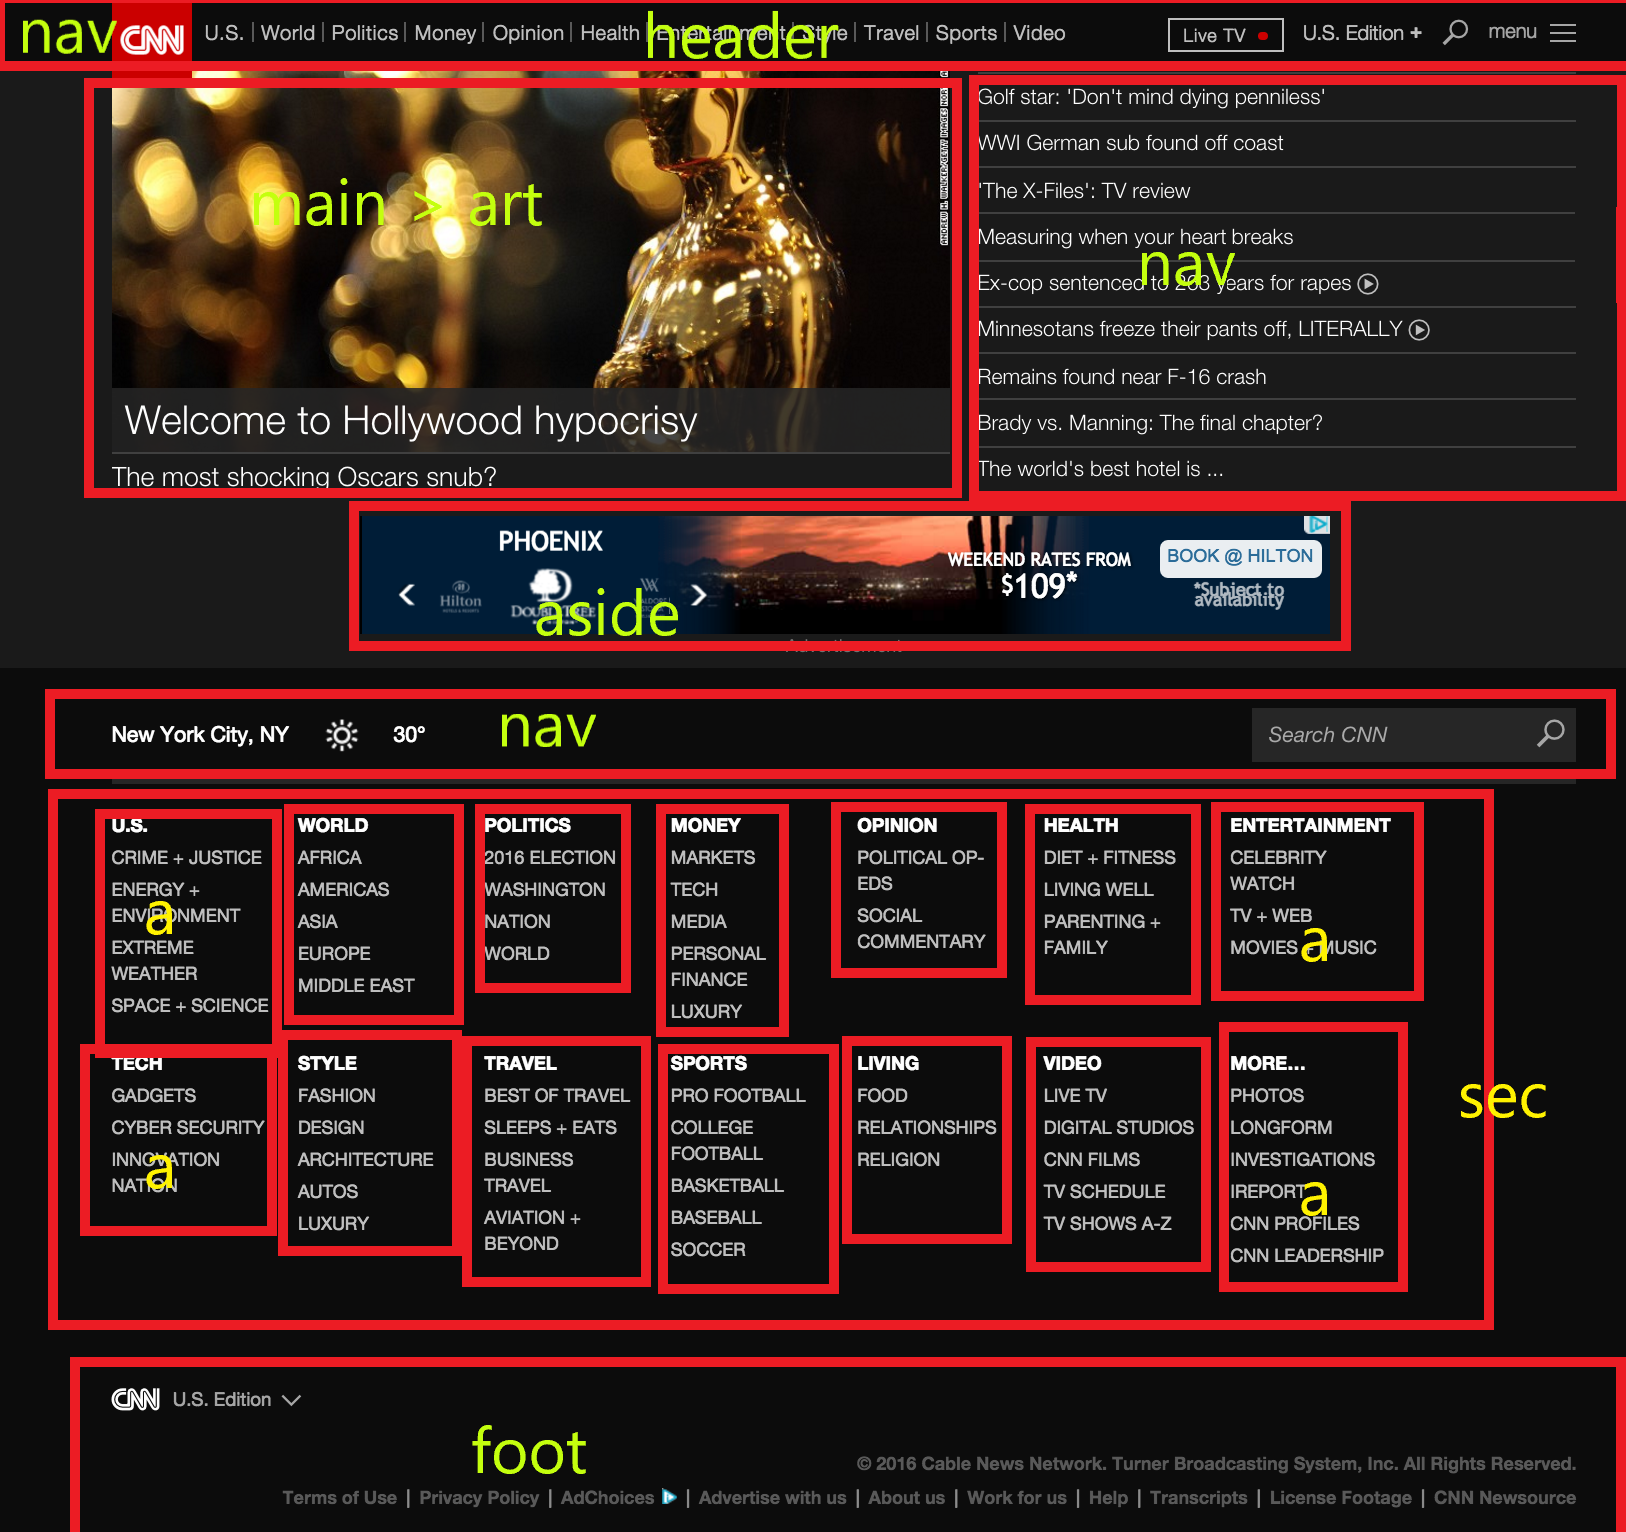 nav CNN U.S. World Politics Money Opinion Health Entertainment Style Travel Sports Video Live TV U.S. Edition + menu
header
ANDREW H. WALKER/GETTY IMAGES
main > art
Welcome to Hollywood hypocrisy
The most shocking Oscars snub?
Golf star: 'Don't mind dying penniless'
WWI German sub found off coast
'The X-Files': TV review
Measuring when your heart breaks
nav
Ex-cop sentenced to 263 years for rapes
Minnesotans freeze their pants off, LITERALLY
Remains found near F-16 crash
Brady vs. Manning: The final chapter?
The world's best hotel is ...
PHOENIX
Hilton
DOUBLETREE
WEEKEND RATES FROM
$109*
BOOK @ HILTON
*Subject to
availability
aside
Advertisement
New York City, NY 30° nav Search CNN
U.S.
CRIME + JUSTICE
ENERGY +
ENVIRONMENT
EXTREME
WEATHER
SPACE + SCIENCE
a
WORLD
AFRICA
AMERICAS
ASIA
EUROPE
MIDDLE EAST
POLITICS
2016 ELECTION
WASHINGTON
NATION
WORLD
MONEY
MARKETS
TECH
MEDIA
PERSONAL
FINANCE
LUXURY
OPINION
POLITICAL OP-
EDS
SOCIAL
COMMENTARY
HEALTH
DIET + FITNESS
LIVING WELL
PARENTING +
FAMILY
ENTERTAINMENT
CELEBRITY
WATCH
TV + WEB
MOVIES + MUSIC
a
TECH
GADGETS
CYBER SECURITY
INNOVATION
NATION
a
STYLE
FASHION
DESIGN
ARCHITECTURE
AUTOS
LUXURY
TRAVEL
BEST OF TRAVEL
SLEEPS + EATS
BUSINESS
TRAVEL
AVIATION +
BEYOND
SPORTS
PRO FOOTBALL
COLLEGE
FOOTBALL
BASKETBALL
BASEBALL
SOCCER
LIVING
FOOD
RELATIONSHIPS
RELIGION
VIDEO
LIVE TV
DIGITAL STUDIOS
CNN FILMS
TV SCHEDULE
TV SHOWS A-Z
MORE...
PHOTOS
LONGFORM
INVESTIGATIONS
IREPORT
CNN PROFILES
CNN LEADERSHIP
a
sec
CNN U.S. Edition
foot
© 2016 Cable News Network. Turner Broadcasting System, Inc. All Rights Reserved.
Terms of Use | Privacy Policy | AdChoices | Advertise with us | About us | Work for us | Help | Transcripts | License Footage | CNN Newsource